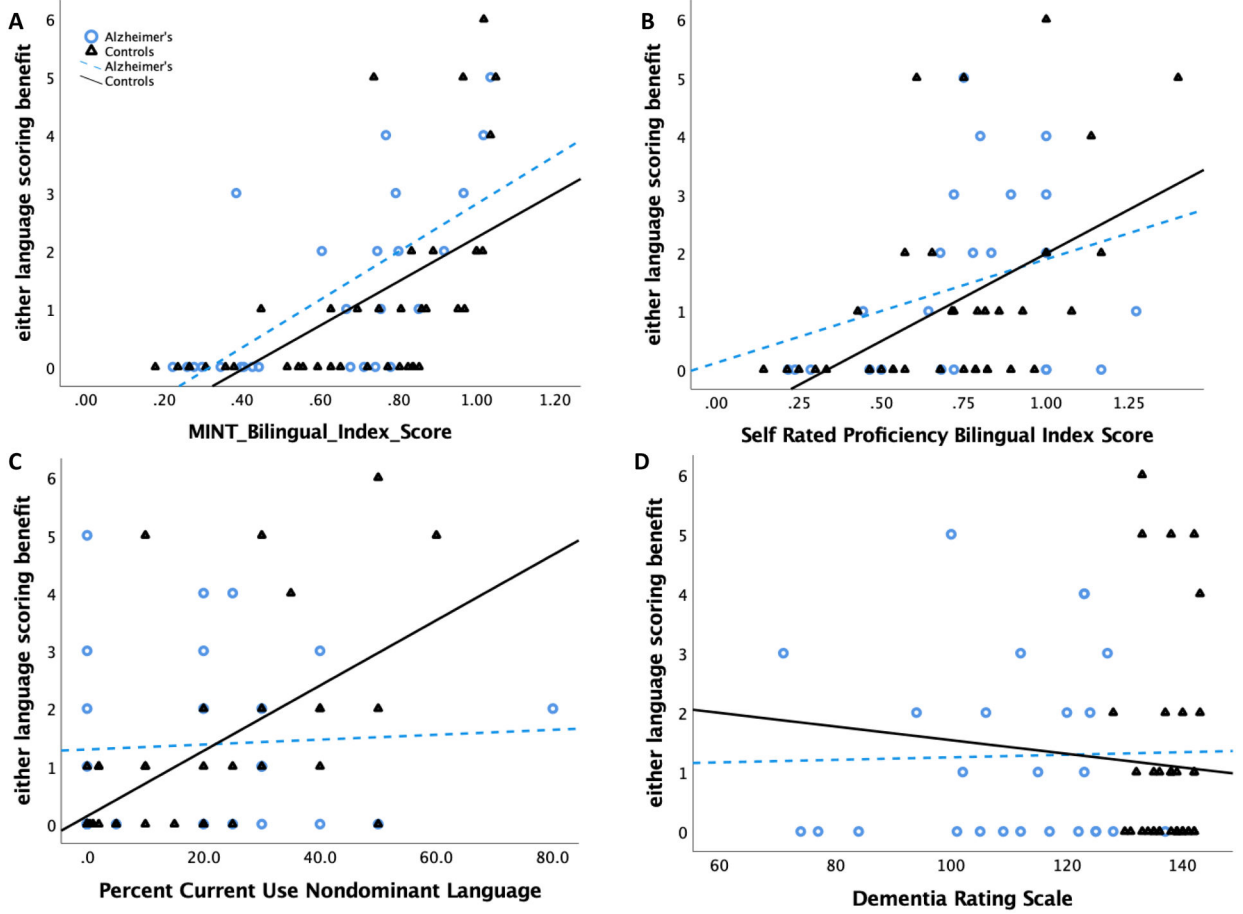 A
either language scoring benefit
6
5
4
3
2
1
0
Alzheimer's
Controls
Alzheimer's
Controls
.00 .20 .40 .60 .80 1.00 1.20
MINT_Bilingual_Index_Score
B
either language scoring benefit
6
5
4
3
2
1
0
.00 .25 .50 .75 1.00 1.25
Self Rated Proficiency Bilingual Index Score
C
either language scoring benefit
6
5
4
3
2
1
0
.0 20.0 40.0 60.0 80.0
Percent Current Use Nondominant Language
D
either language scoring benefit
6
5
4
3
2
1
0
60 80 100 120 140
Dementia Rating Scale